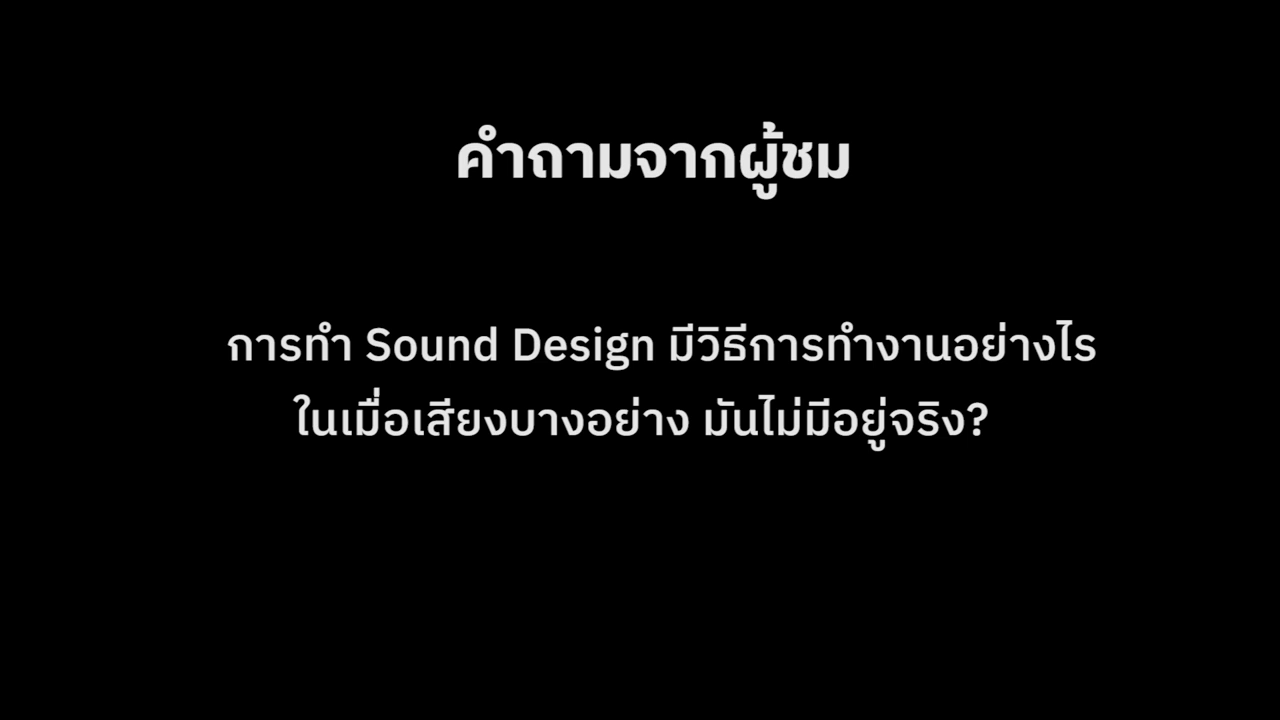 คำถามจากผู้ชม
การทำ Sound Design มีวิธีการทำงานอย่างไร
ในเมื่อเสียงบางอย่าง มันไม่มีอยู่จริง?